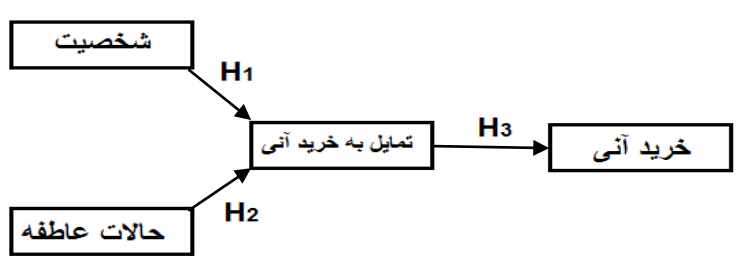 شخصیت
H1
تمایل به خرید آنی
H3
خرید آنی
H2
حالات عاطفه